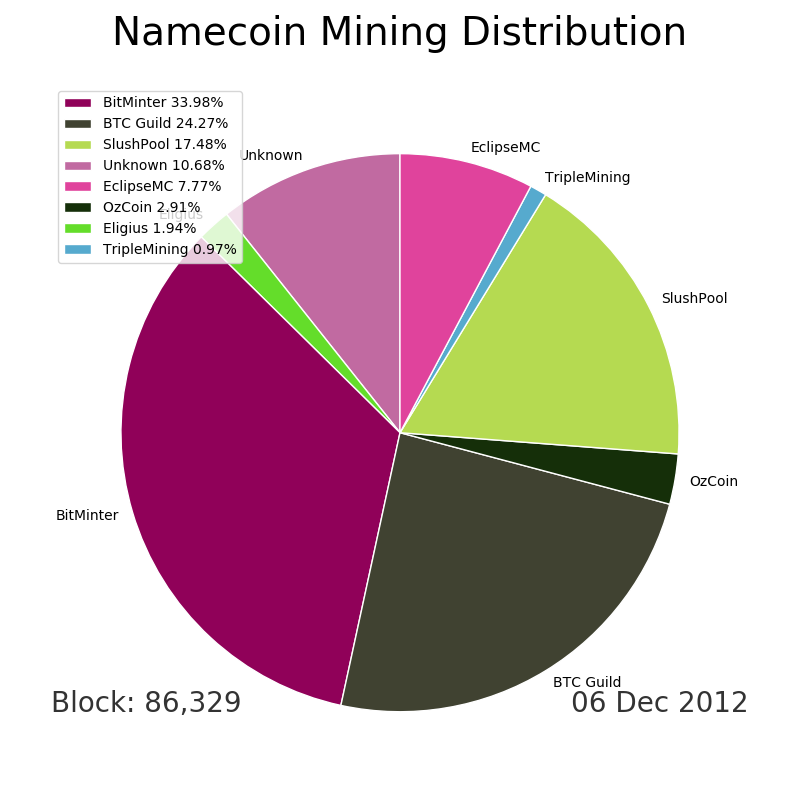 Namecoin Mining Distribution
BitMinter 33.98%
BTC Guild 24.27%
SlushPool 17.48%
Unknown 10.68%
EclipseMC 7.77%
OzCoin 2.91%
Eligius 1.94%
TripleMining 0.97%
EclipseMC
Unknown
TripleMining
Eligius
SlushPool
OzCoin
BitMinter
BTC Guild
Block: 86,329
06 Dec 2012